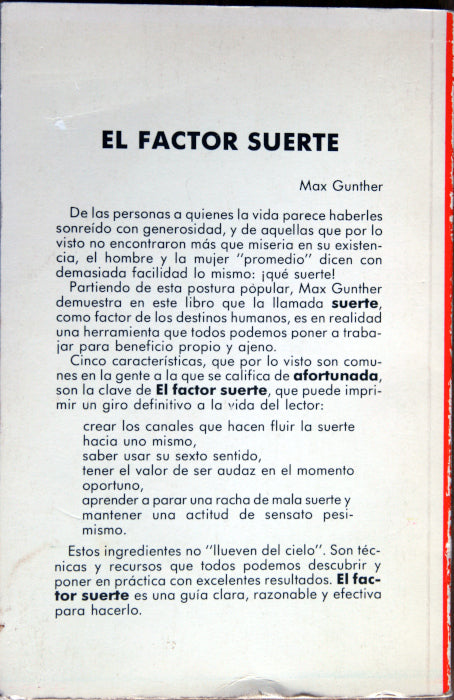 EL FACTOR SUERTE
Max Gunther
De las personas a quienes la vida parece haberles
sonreído con generosidad, y de aquellas que por lo
visto no encontraron más que miseria en su existen-
cia, el hombre y la mujer "promedio" dicen con
demasiada facilidad lo mismo: ¡qué suerte!
Partiendo de esta postura pópular, Max Gunther
demuestra en este libro que la llamada suerte,
como factor de los destinos humanos, es en realidad
una herramienta que todos podemos poner a traba-
jar para beneficio propio y ajeno.
Cinco características, que por lo visto son comu-
nes en la gente a la que se califica de afortunada,
son la clave de El factor suerte, que puede impri-
mir un giro definitivo a la vida del lector:
crear los canales que hacen fluir la suerte
hacia uno mismo,
saber usar su sexto sentido,
tener el valor de ser audaz en el momento
oportuno,
aprender a parar una racha de mala suerte y
mantener una actitud de sensato pesi-
mismo.
Estos ingredientes no "llueven del cielo". Son téc-
nicas y recursos que todos podemos descubrir y
poner en práctica con excelentes resultados. El fac-
tor suerte es una guía clara, razonable y efectiva
para hacerlo.